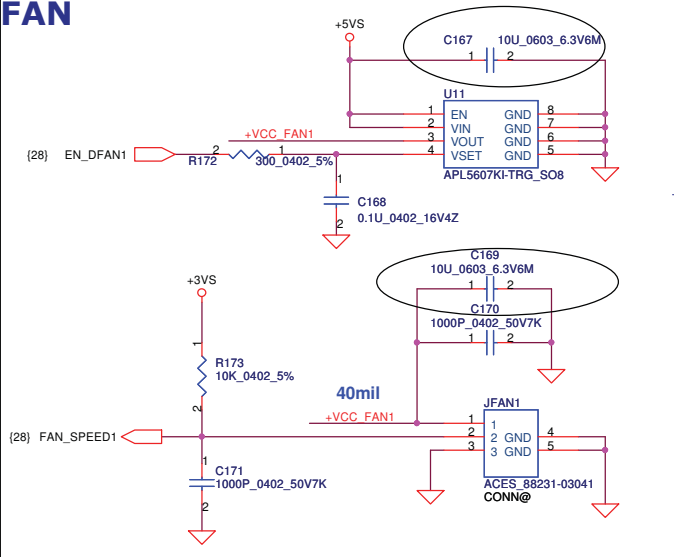 FAN
+5VS
C167 10U_0603_6.3V6M
1 2
U11
1 EN GND 8
2 VIN GND 7
+VCC_FAN1 3 VOUT GND 6
{28} EN_DFAN1 2 1 4 VSET GND 5
R172 300_0402_5%
APL5607KI-TRG_SO8
1
C168
0.1U_0402_16V4Z
2
C169
10U_0603_6.3V6M
+3VS
1 2
C170
1000P_0402_50V7K
1 2
1
R173
10K_0402_5%
2
40mil
JFAN1
+VCC_FAN1 1 1
{28} FAN_SPEED1 2 2 GND 4
3 3 GND 5
1
C171
1000P_0402_50V7K
2
ACES_88231-03041
CONN@